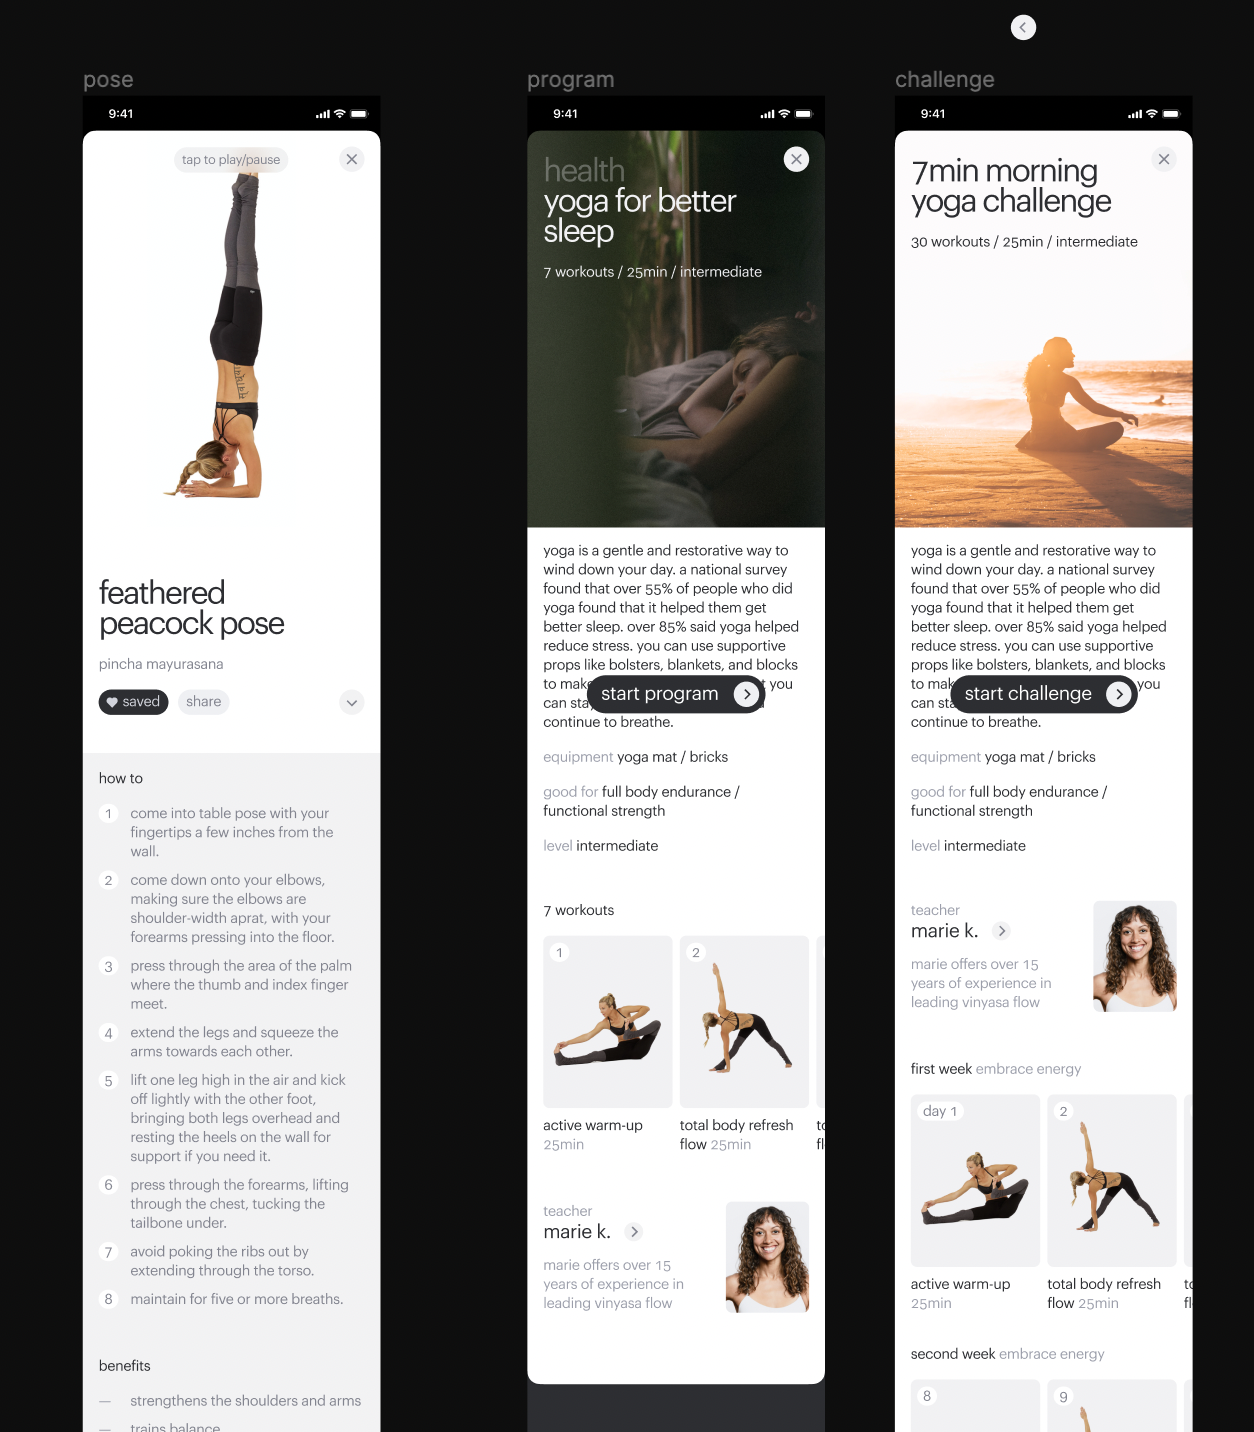 pose
9:41
tap to play/pause
feathered
peacock pose
pincha mayurasana
saved
share
how to
1 come into table pose with your
fingertips a few inches from the
wall.
2 come down onto your elbows,
making sure the elbows are
shoulder-width aprat, with your
forearms pressing into the floor.
3 press through the area of the palm
where the thumb and index finger
meet.
4 extend the legs and squeeze the
arms towards each other.
5 lift one leg high in the air and kick
off lightly with the other foot,
bringing both legs overhead and
resting the heels on the wall for
support if you need it.
6 press through the forearms, lifting
through the chest, tucking the
tailbone under.
7 avoid poking the ribs out by
extending through the torso.
8 maintain for five or more breaths.
benefits
— strengthens the shoulders and arms
— trains balance
program
9:41
health
yoga for better
sleep
7 workouts / 25min / intermediate
yoga is a gentle and restorative way to
wind down your day. a national survey
found that over 55% of people who did
yoga found that it helped them get
better sleep. over 85% said yoga helped
reduce stress. you can use supportive
props like bolsters, blankets, and blocks
to make you
can
continue to breathe.
start program
equipment yoga mat / bricks
good for full body endurance /
functional strength
level intermediate
7 workouts
1
2
active warm-up
25min
total body refresh
flow 25min
teacher
marie k.
marie offers over 15
years of experience in
leading vinyasa flow
challenge
9:41
7min morning
yoga challenge
30 workouts / 25min / intermediate
yoga is a gentle and restorative way to
wind down your day. a national survey
found that over 55% of people who did
yoga found that it helped them get
better sleep. over 85% said yoga helped
reduce stress. you can use supportive
props like bolsters, blankets, and blocks
to you
can
continue to breathe.
start challenge
equipment yoga mat / bricks
good for full body endurance /
functional strength
level intermediate
teacher
marie k.
marie offers over 15
years of experience in
leading vinyasa flow
first week embrace energy
day 1
2
active warm-up
25min
total body refresh
flow 25min
second week embrace energy
8
9